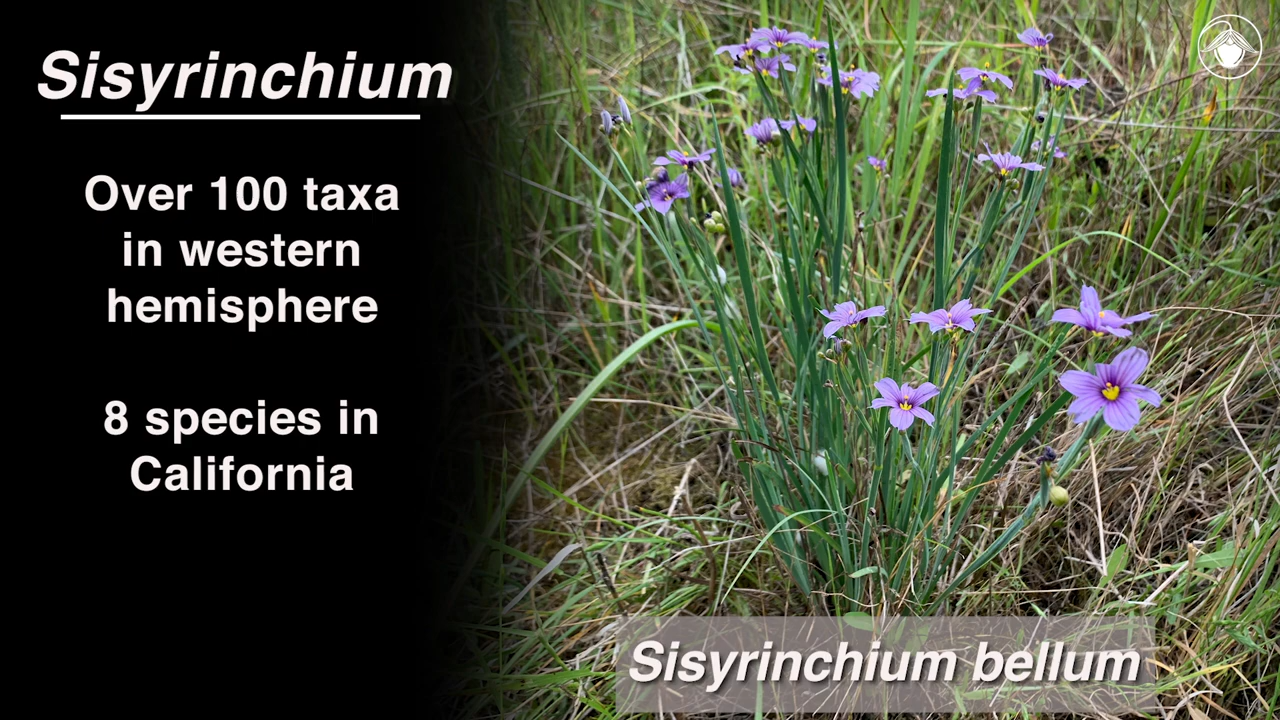 Sisyrinchium
Over 100 taxa
in western
hemisphere
8 species in
California
Sisyrinchium bellum